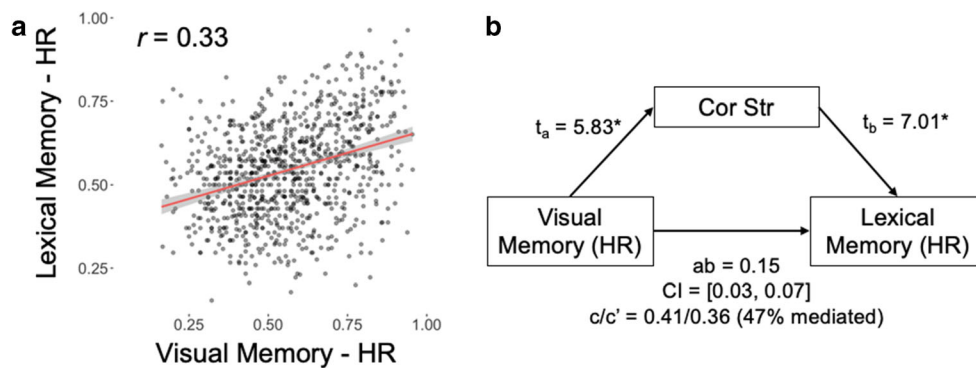 a
r = 0.33
Lexical Memory - HR
1.00
0.75
0.50
0.25
0.25 0.50 0.75 1.00
Visual Memory - HR
b
Cor Str
tₐ = 5.83*
t_b = 7.01*
Visual
Memory (HR)
Lexical
Memory (HR)
ab = 0.15
CI = [0.03, 0.07]
c/c' = 0.41/0.36 (47% mediated)